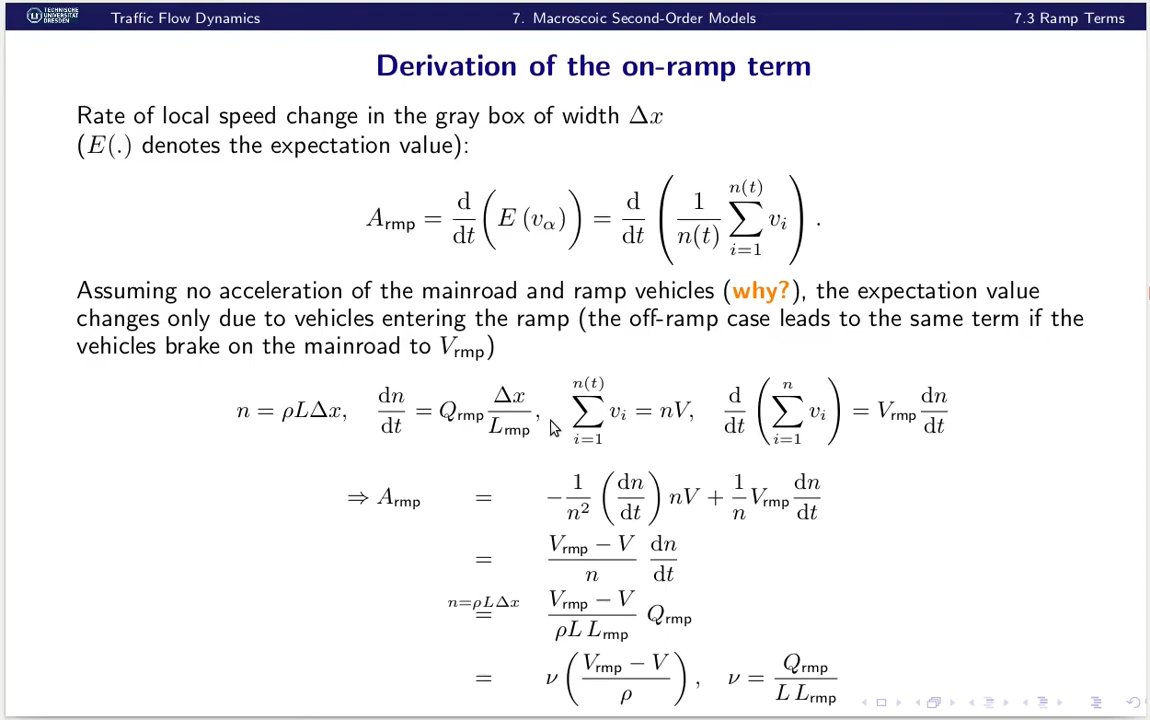 TECHNISCHE UNIVERSITÄT DRESDEN Traffic Flow Dynamics 7. Macroscoic Second-Order Models 7.3 Ramp Terms
Derivation of the on-ramp term
Rate of local speed change in the gray box of width Δx
(E(.) denotes the expectation value):
A_rmp = d/dt (E (v_α)) = d/dt (1/n(t) ∑_{i=1}^{n(t)} v_i) .
Assuming no acceleration of the mainroad and ramp vehicles (why?), the expectation value
changes only due to vehicles entering the ramp (the off-ramp case leads to the same term if the
vehicles brake on the mainroad to V_rmp)
n = ρLΔx, dn/dt = Q_rmp Δx/L_rmp, ∑_{i=1}^{n(t)} v_i = nV, d/dt (∑_{i=1}^{n} v_i) = V_rmp dn/dt
⇒ A_rmp = −1/n² (dn/dt) nV + 1/n V_rmp dn/dt
= (V_rmp − V)/n dn/dt
n=ρLΔx = (V_rmp − V)/(ρL L_rmp) Q_rmp
= ν ((V_rmp − V)/ρ) , ν = Q_rmp/(L L_rmp)